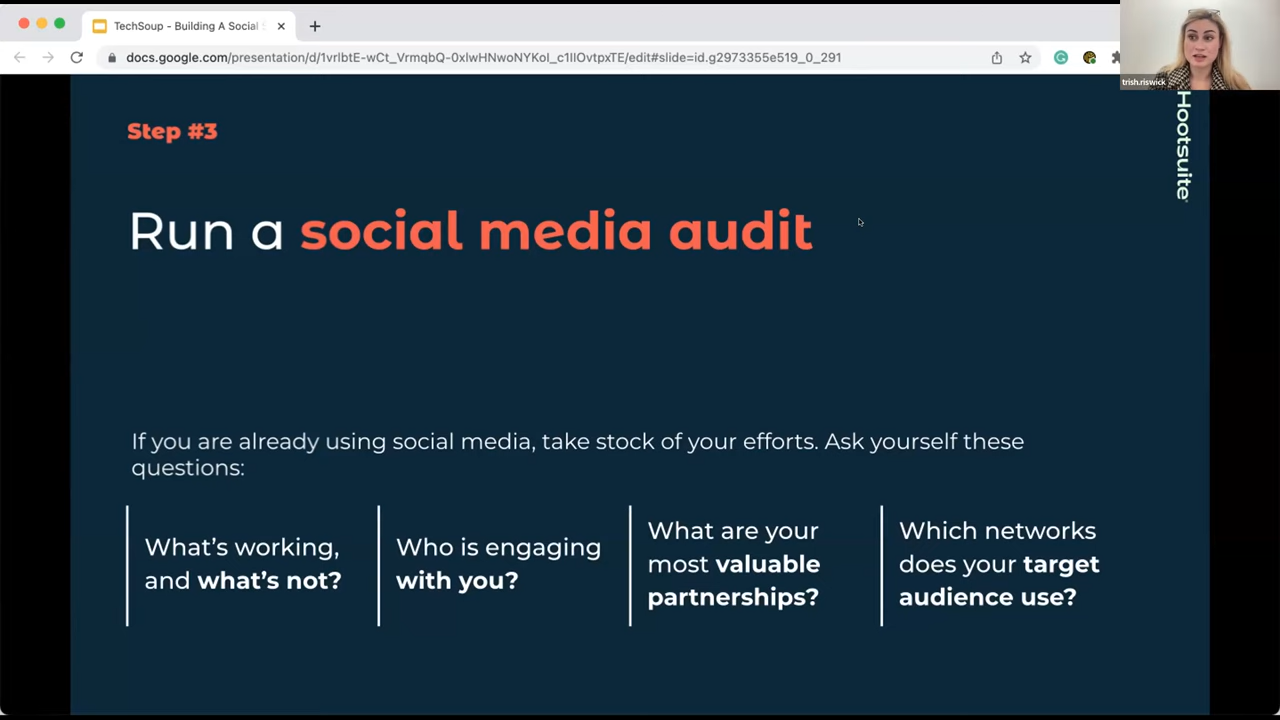 TechSoup - Building A Social S
docs.google.com/presentation/d/1vrlbtE-wCt_VrmqbQ-0xlwHNwoNYKoI_c1lIOvtpxTE/edit#slide=id.g2973355e519_0_291
trish.riswick
Hootsuite
Step #3
Run a social media audit
If you are already using social media, take stock of your efforts. Ask yourself these
questions:
What's working,
and what's not?
Who is engaging
with you?
What are your
most valuable
partnerships?
Which networks
does your target
audience use?